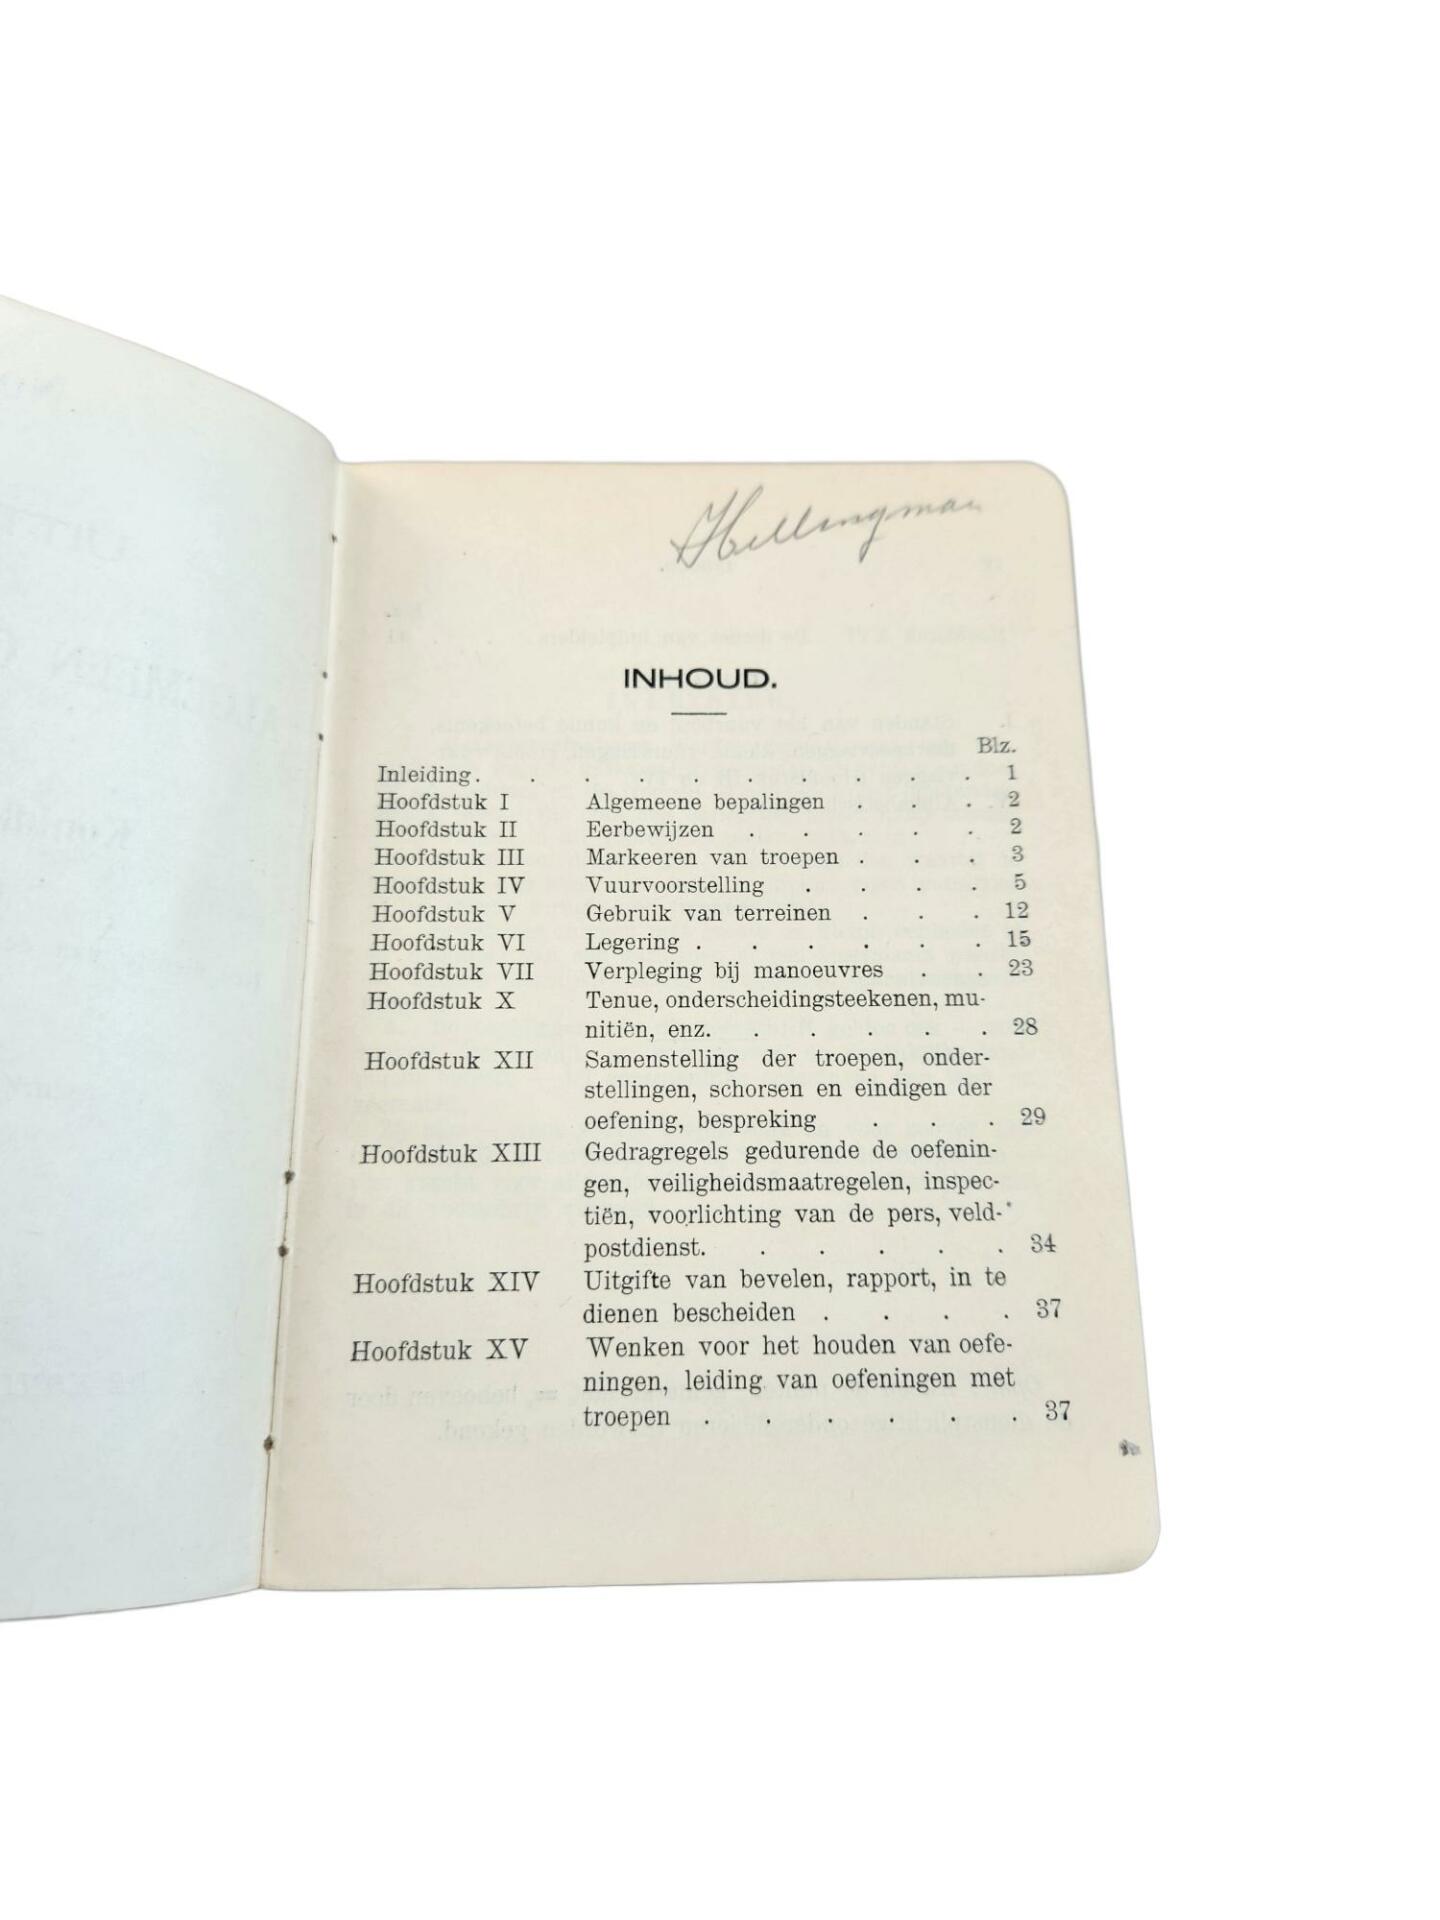 Hellingman
INHOUD.
Blz.
Inleiding . . . . . . . . . . 1
Hoofdstuk I Algemeene bepalingen . . . 2
Hoofdstuk II Eerbewijzen . . . . . 2
Hoofdstuk III Markeeren van troepen . . . 3
Hoofdstuk IV Vuurvoorstelling . . . . 5
Hoofdstuk V Gebruik van terreinen . . . 12
Hoofdstuk VI Legering . . . . . . 15
Hoofdstuk VII Verpleging bij manoeuvres . . 23
Hoofdstuk X Tenue, onderscheidingsteekenen, mu-
nitiën, enz. . . . . . 28
Hoofdstuk XII Samenstelling der troepen, onder-
stellingen, schorsen en eindigen der
oefening, bespreking . . . 29
Hoofdstuk XIII Gedragregels gedurende de oefenin-
gen, veiligheidsmaatregelen, inspec-
tiën, voorlichting van de pers, veld-
postdienst. . . . . . 34
Hoofdstuk XIV Uitgifte van bevelen, rapport, in te
dienen bescheiden . . . . 37
Hoofdstuk XV Wenken voor het houden van oefe-
ningen, leiding van oefeningen met
troepen . . . . . . 37